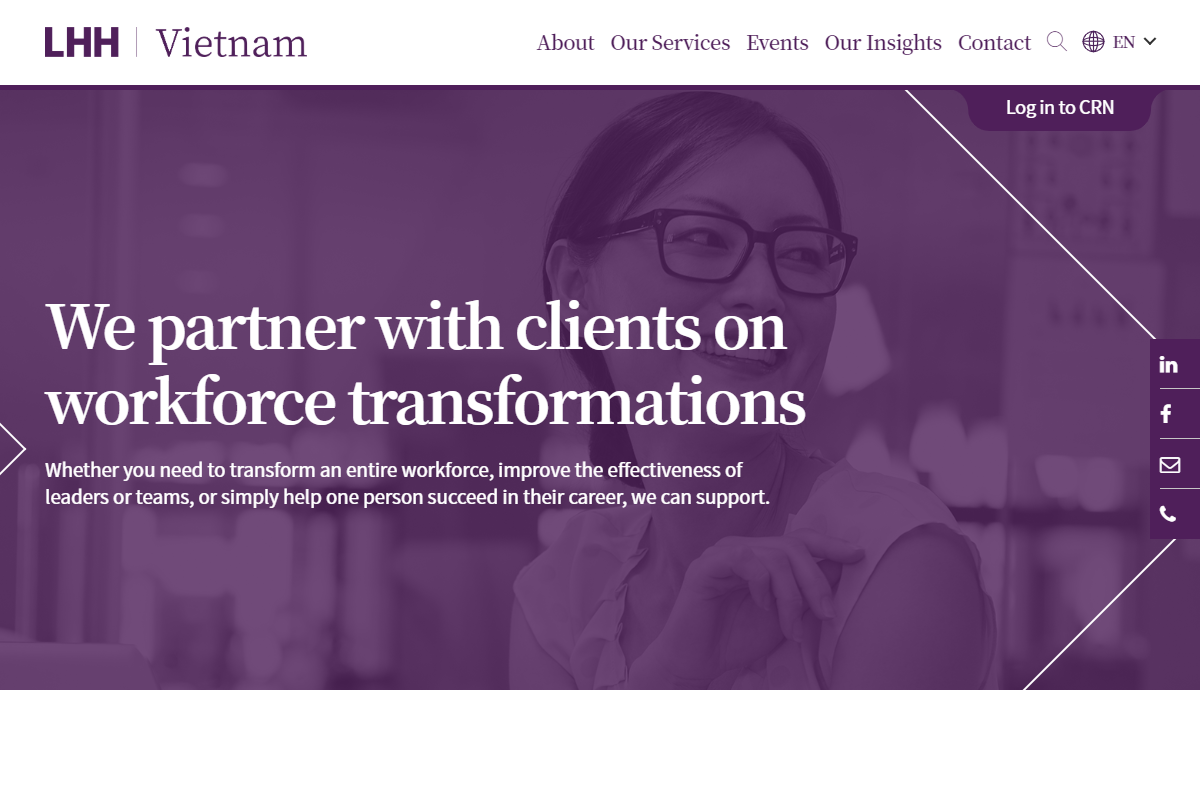 LHH | Vietnam
About Our Services Events Our Insights Contact EN
Log in to CRN
We partner with clients on
workforce transformations
Whether you need to transform an entire workforce, improve the effectiveness of
leaders or teams, or simply help one person succeed in their career, we can support.